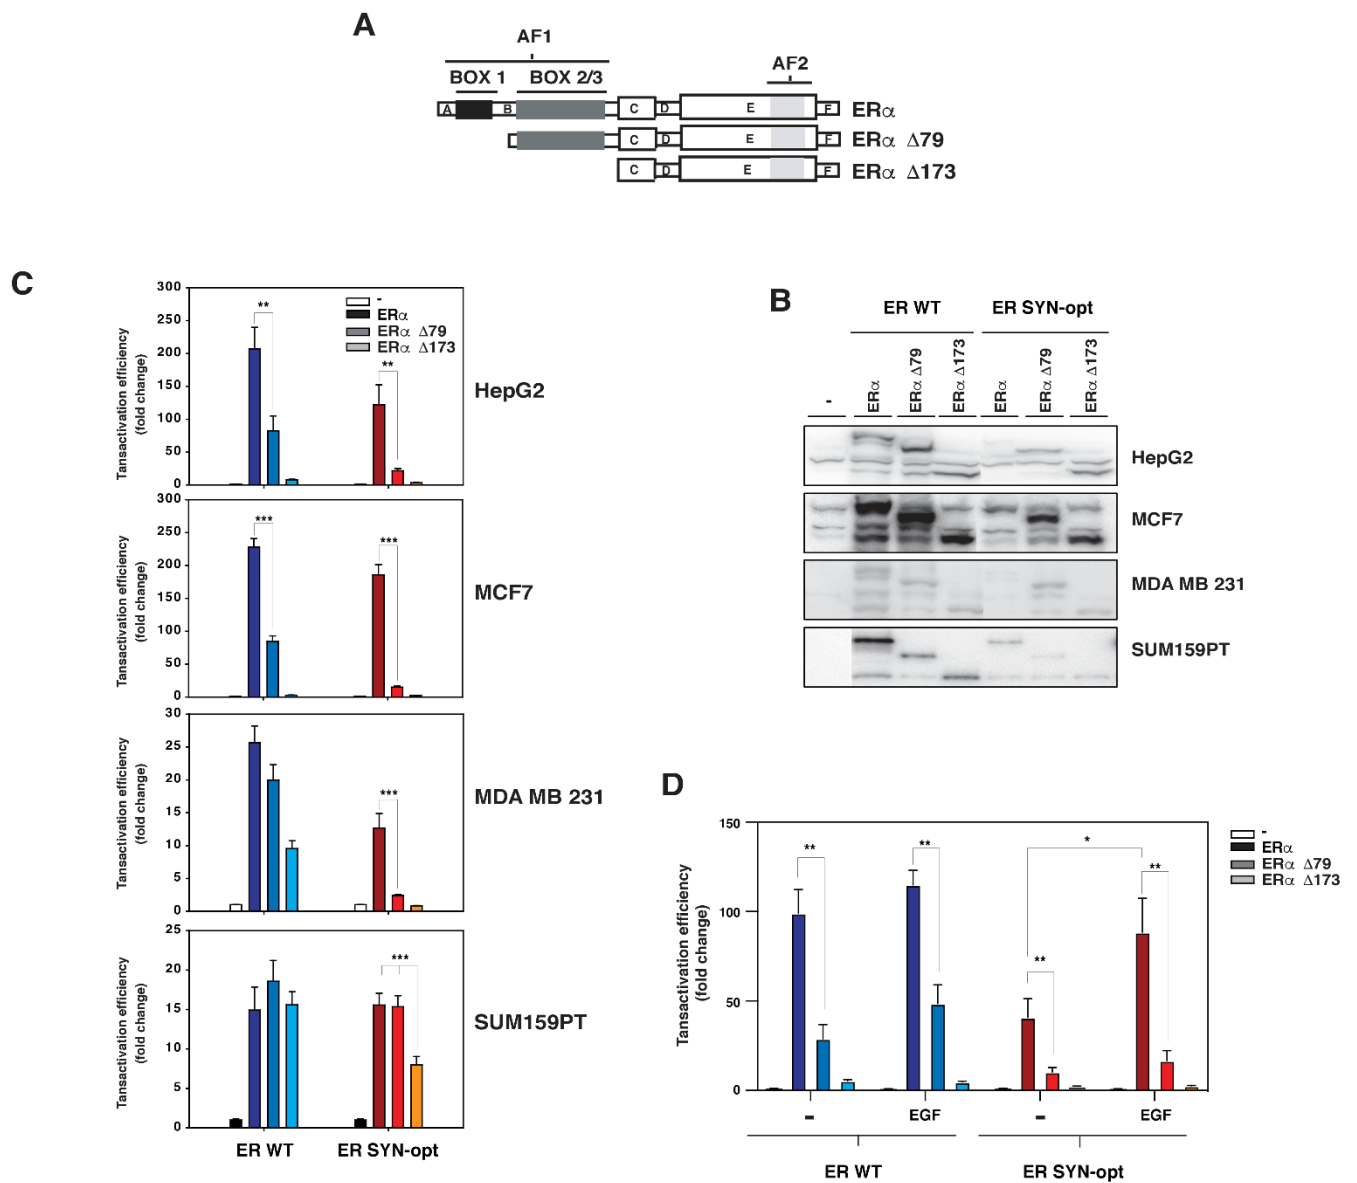 A
AF1
BOX 1 BOX 2/3
AF2
A B C D E F ERα
C D E F ERα Δ79
C D E F ERα Δ173
C
Tansactivation efficiency
(fold change)
300
250
200
150
100
50
0
**
**
-
ERα
ERα Δ79
ERα Δ173
HepG2
Tansactivation efficiency
(fold change)
300
250
200
150
100
50
0
***
***
MCF7
Tansactivation efficiency
(fold change)
30
25
20
15
10
5
0
***
MDA MB 231
Tansactivation efficiency
(fold change)
25
20
15
10
5
0
***
SUM159PT
ER WT ER SYN-opt
B
ER WT ER SYN-opt
- ERα ERα Δ79 ERα Δ173 ERα ERα Δ79 ERα Δ173
HepG2
MCF7
MDA MB 231
SUM159PT
D
Tansactivation efficiency
(fold change)
150
100
50
0
**
**
*
**
**
-
ERα
ERα Δ79
ERα Δ173
- EGF - EGF
ER WT ER SYN-opt